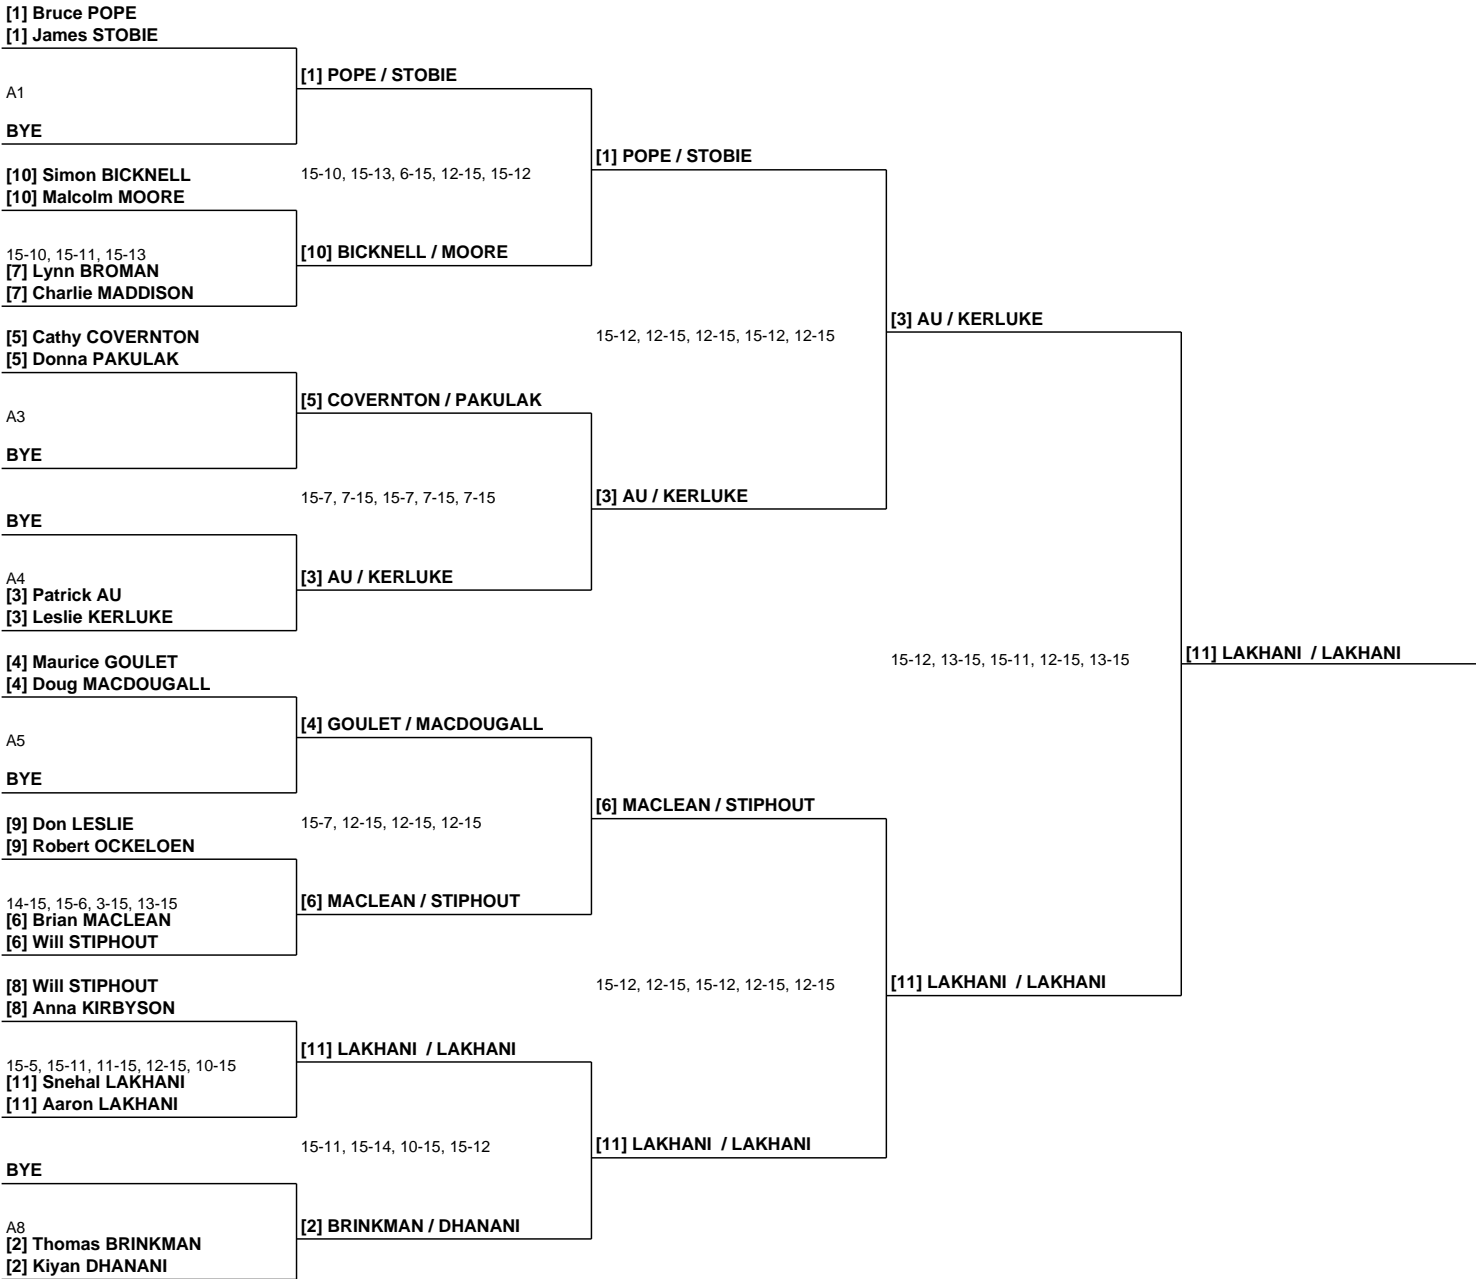 [1] Bruce POPE
[1] James STOBIE
[1] POPE / STOBIE
A1
BYE
[1] POPE / STOBIE
[10] Simon BICKNELL
15-10, 15-13, 6-15, 12-15, 15-12
[10] Malcolm MOORE
15-10, 15-11, 15-13
[10] BICKNELL / MOORE
[7] Lynn BROMAN
[7] Charlie MADDISON
[3] AU / KERLUKE
[5] Cathy COVERNTON
15-12, 12-15, 12-15, 15-12, 12-15
[5] Donna PAKULAK
[5] COVERNTON / PAKULAK
A3
BYE
15-7, 7-15, 15-7, 7-15, 7-15
[3] AU / KERLUKE
BYE
A4
[3] AU / KERLUKE
[3] Patrick AU
[3] Leslie KERLUKE
[4] Maurice GOULET
15-12, 13-15, 15-11, 12-15, 13-15
[11] LAKHANI / LAKHANI
[4] Doug MACDOUGALL
[4] GOULET / MACDOUGALL
A5
BYE
[6] MACLEAN / STIPHOUT
[9] Don LESLIE
15-7, 12-15, 12-15, 12-15
[9] Robert OCKELOEN
14-15, 15-6, 3-15, 13-15
[6] MACLEAN / STIPHOUT
[6] Brian MACLEAN
[6] Will STIPHOUT
[8] Will STIPHOUT
15-12, 12-15, 15-12, 12-15, 12-15
[11] LAKHANI / LAKHANI
[8] Anna KIRBYSON
[11] LAKHANI / LAKHANI
15-5, 15-11, 11-15, 12-15, 10-15
[11] Snehal LAKHANI
[11] Aaron LAKHANI
15-11, 15-14, 10-15, 15-12
[11] LAKHANI / LAKHANI
BYE
A8
[2] BRINKMAN / DHANANI
[2] Thomas BRINKMAN
[2] Kiyan DHANANI